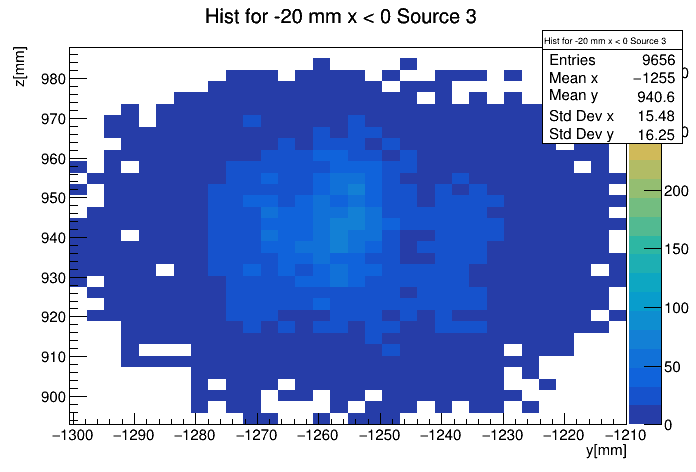 Hist for -20 mm x < 0 Source 3
z[mm]
Hist for -20 mm x < 0 Source 3
Entries 9656
Mean x −1255
Mean y 940.6
Std Dev x 15.48
Std Dev y 16.25
980
970
960
950
940
930
920
910
900
0
200
150
100
50
0
−1300 −1290 −1280 −1270 −1260 −1250 −1240 −1230 −1220 −1210
y[mm]